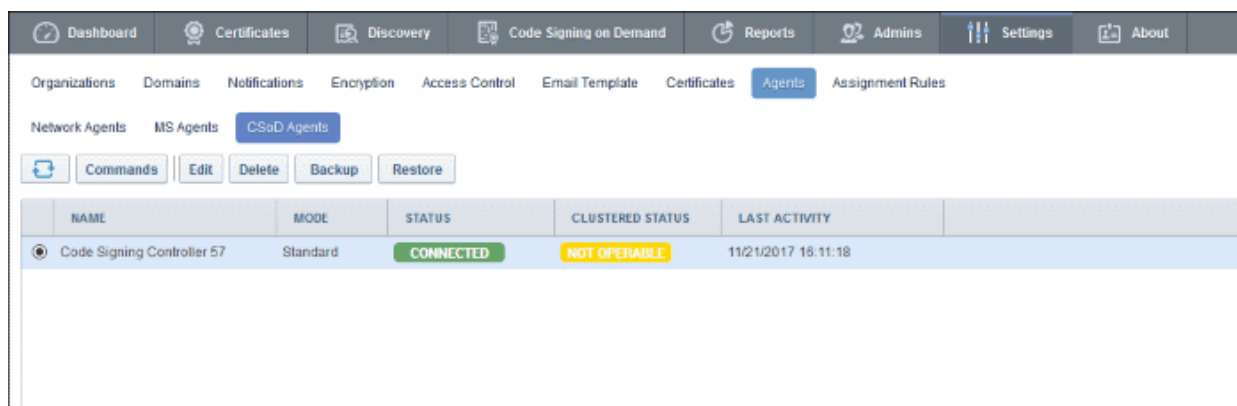 Dashboard Certificates Discovery Code Signing on Demand Reports Admins Settings About
Organizations Domains Notifications Encryption Access Control Email Template Certificates Agents Assignment Rules
Network Agents MS Agents CSoD Agents
Commands Edit Delete Backup Restore
NAME MODE STATUS CLUSTERED STATUS LAST ACTIVITY
Code Signing Controller 57 Standard CONNECTED NOT OPERABLE 11/21/2017 16:11:18